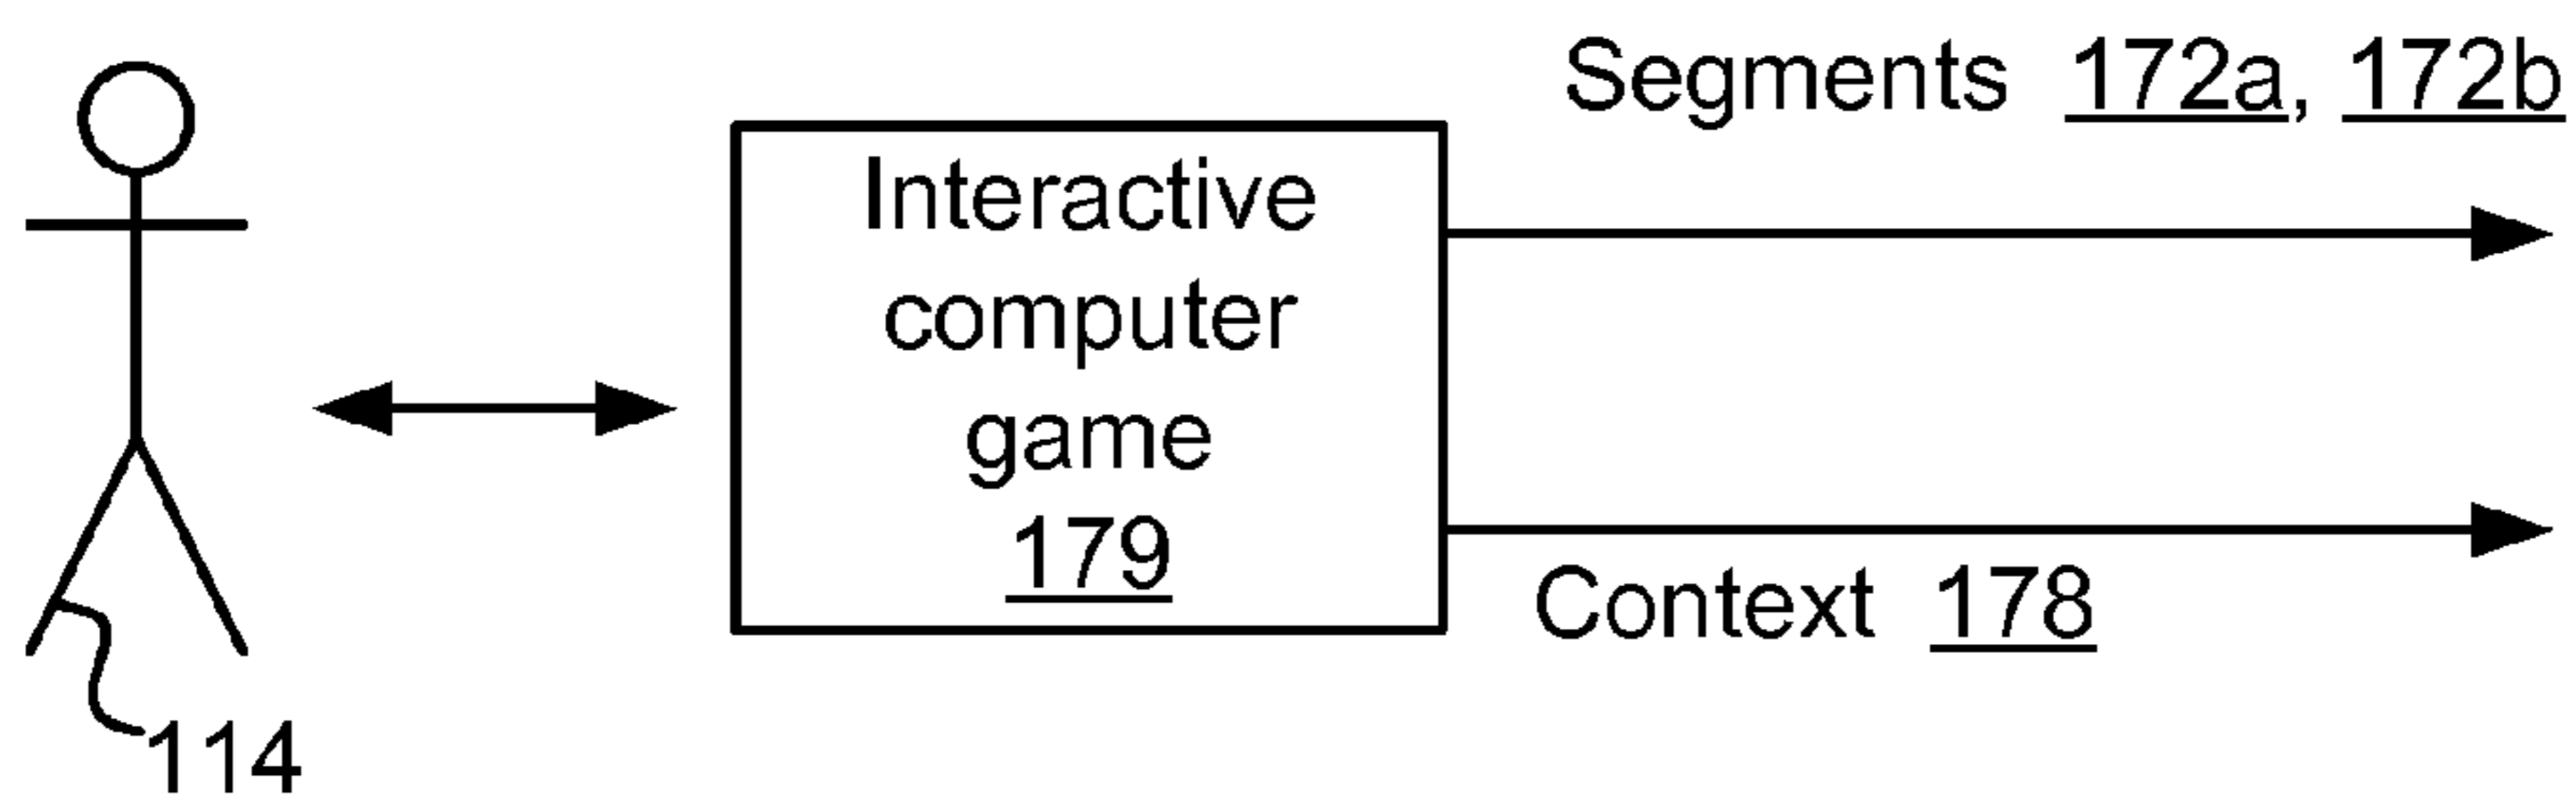 Segments 172a, 172b
Interactive
computer
game
179
Context 178
114